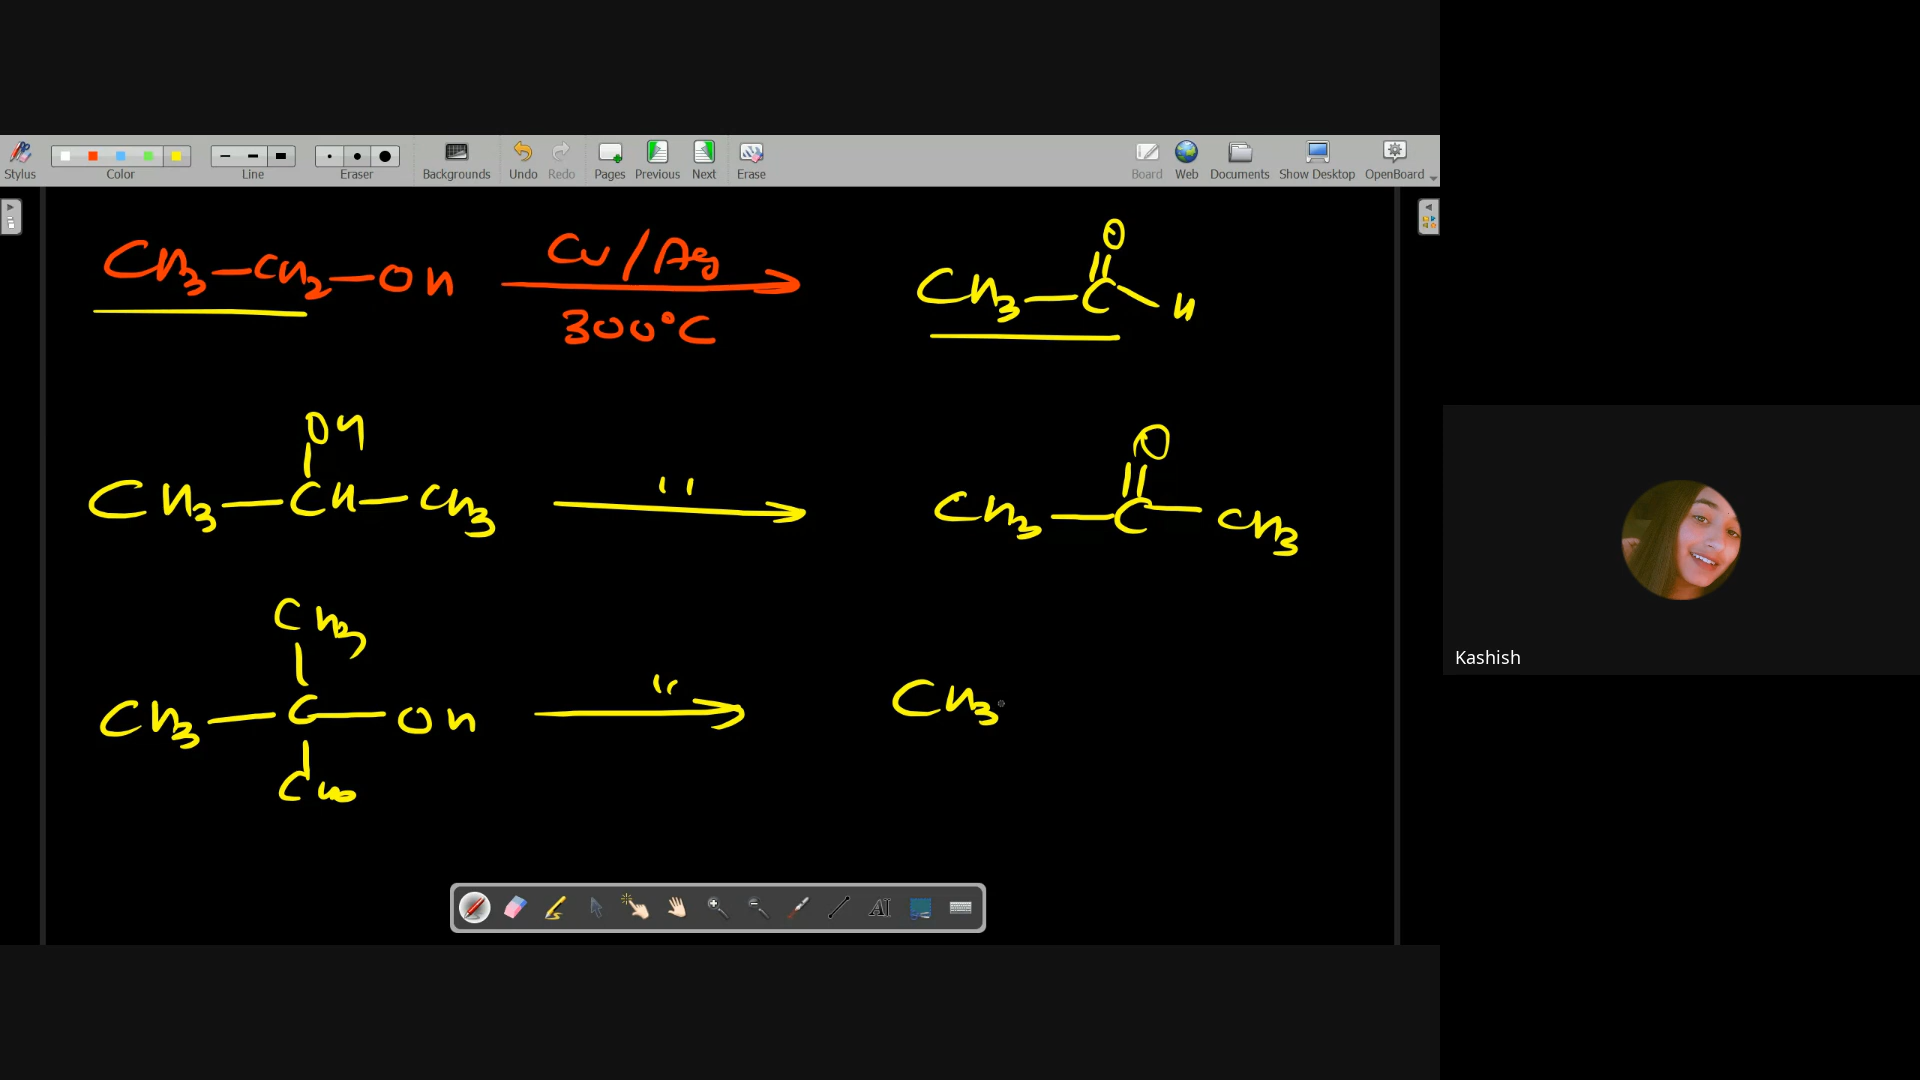 Stylus Color Line Eraser Backgrounds Undo Redo Pages Previous Next Erase Board Web Documents Show Desktop OpenBoard
CH3—CH2—OH Cu/Ag 300°C CH3—C—H
O
OH
O
CH3—CH—CH3 " CH3—C—CH3
CH3
CH3—C—OH " CH3
CH3
AI
Kashish